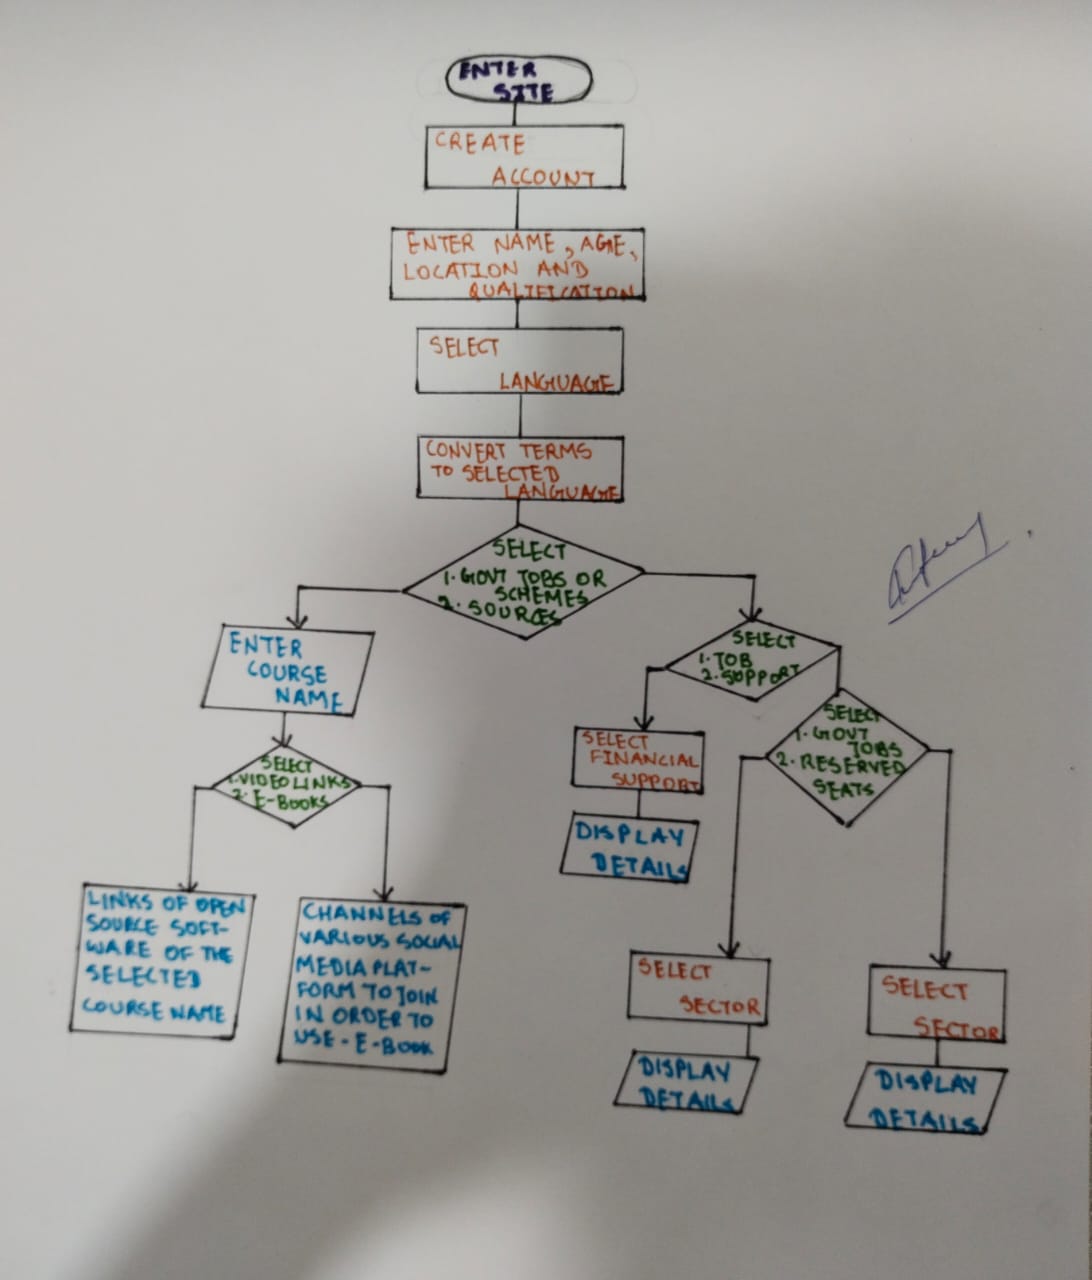 ENTER
SITE
CREATE
ACCOUNT
ENTER NAME, AGE,
LOCATION AND
QUALIFICATION
SELECT
LANGUAGE
CONVERT TERMS
TO SELECTED
LANGUAGE
SELECT
1. GOVT JOBS OR
SCHEMES
2. SOURCES
ENTER
COURSE
NAME
SELECT
1. VIDEO LINKS
2. E-BOOKS
LINKS OF OPEN
SOURCE SOFT-
WARE OF THE
SELECTED
COURSE NAME
CHANNELS OF
VARIOUS SOCIAL
MEDIA PLAT-
FORM TO JOIN
IN ORDER TO
USE - E-BOOK
SELECT
1. JOB
2. SUPPORT
SELECT
FINANCIAL
SUPPORT
DISPLAY
DETAILS
SELECT
1. GOVT
JOBS
2. RESERVED
SEATS
SELECT
SECTOR
DISPLAY
DETAILS
SELECT
SECTOR
DISPLAY
DETAILS